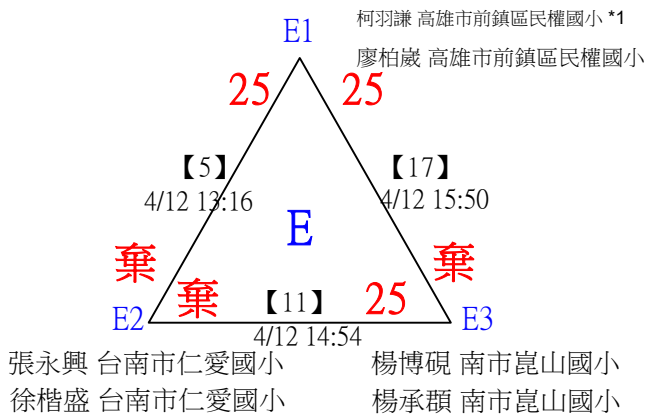 柯羽謙 高雄市前鎮區民權國小 *1
E1
廖柏崴 高雄市前鎮區民權國小
25
25
【5】
【17】
4/12 13:16
4/12 15:50
E
棄
棄
棄
【11】
25
E2
E3
4/12 14:54
張永興 台南市仁愛國小
楊博硯 南市崑山國小
徐楷盛 台南市仁愛國小
楊承頵 南市崑山國小